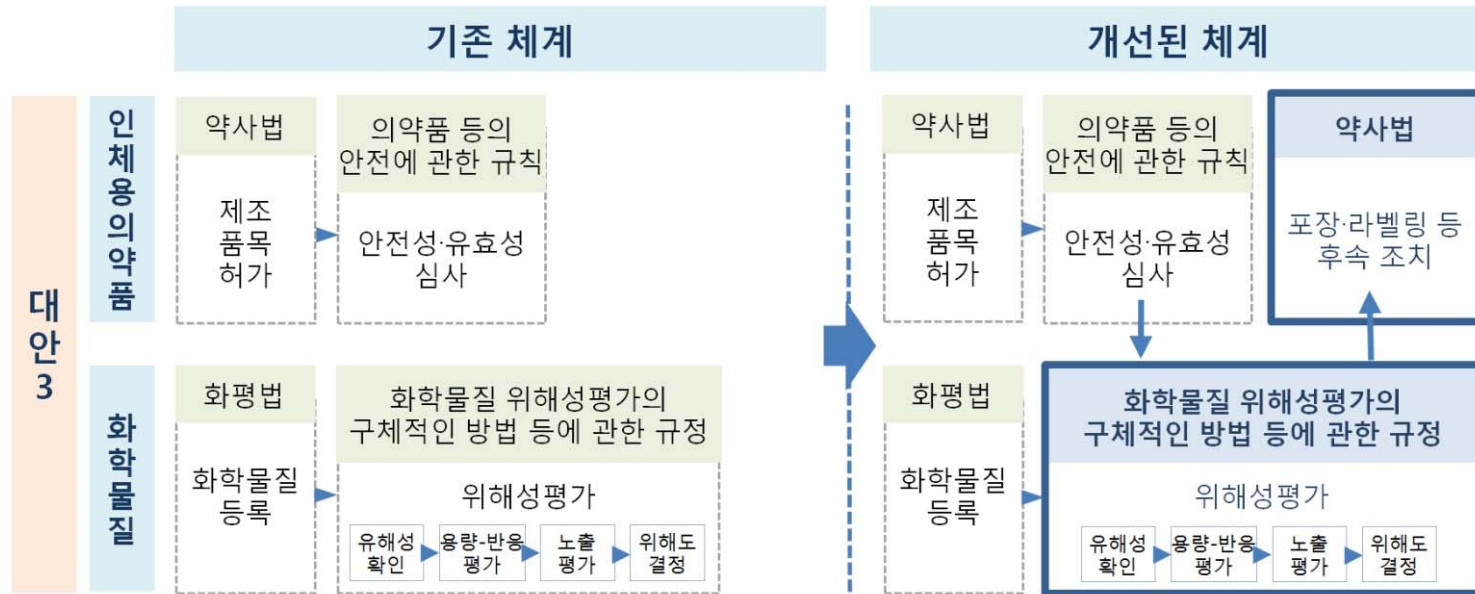 기존 체계
개선된 체계
대안3
인체용의약품
약사법
제조
품목
허가
의약품 등의
안전에 관한 규칙
안전성·유효성
심사
약사법
제조
품목
허가
의약품 등의
안전에 관한 규칙
안전성·유효성
심사
약사법
포장·라벨링 등
후속 조치
화학물질
화평법
화학물질
등록
화학물질 위해성평가의
구체적인 방법 등에 관한 규정
위해성평가
유해성
확인
용량-반응
평가
노출
평가
위해도
결정
화평법
화학물질
등록
화학물질 위해성평가의
구체적인 방법 등에 관한 규정
위해성평가
유해성
확인
용량-반응
평가
노출
평가
위해도
결정